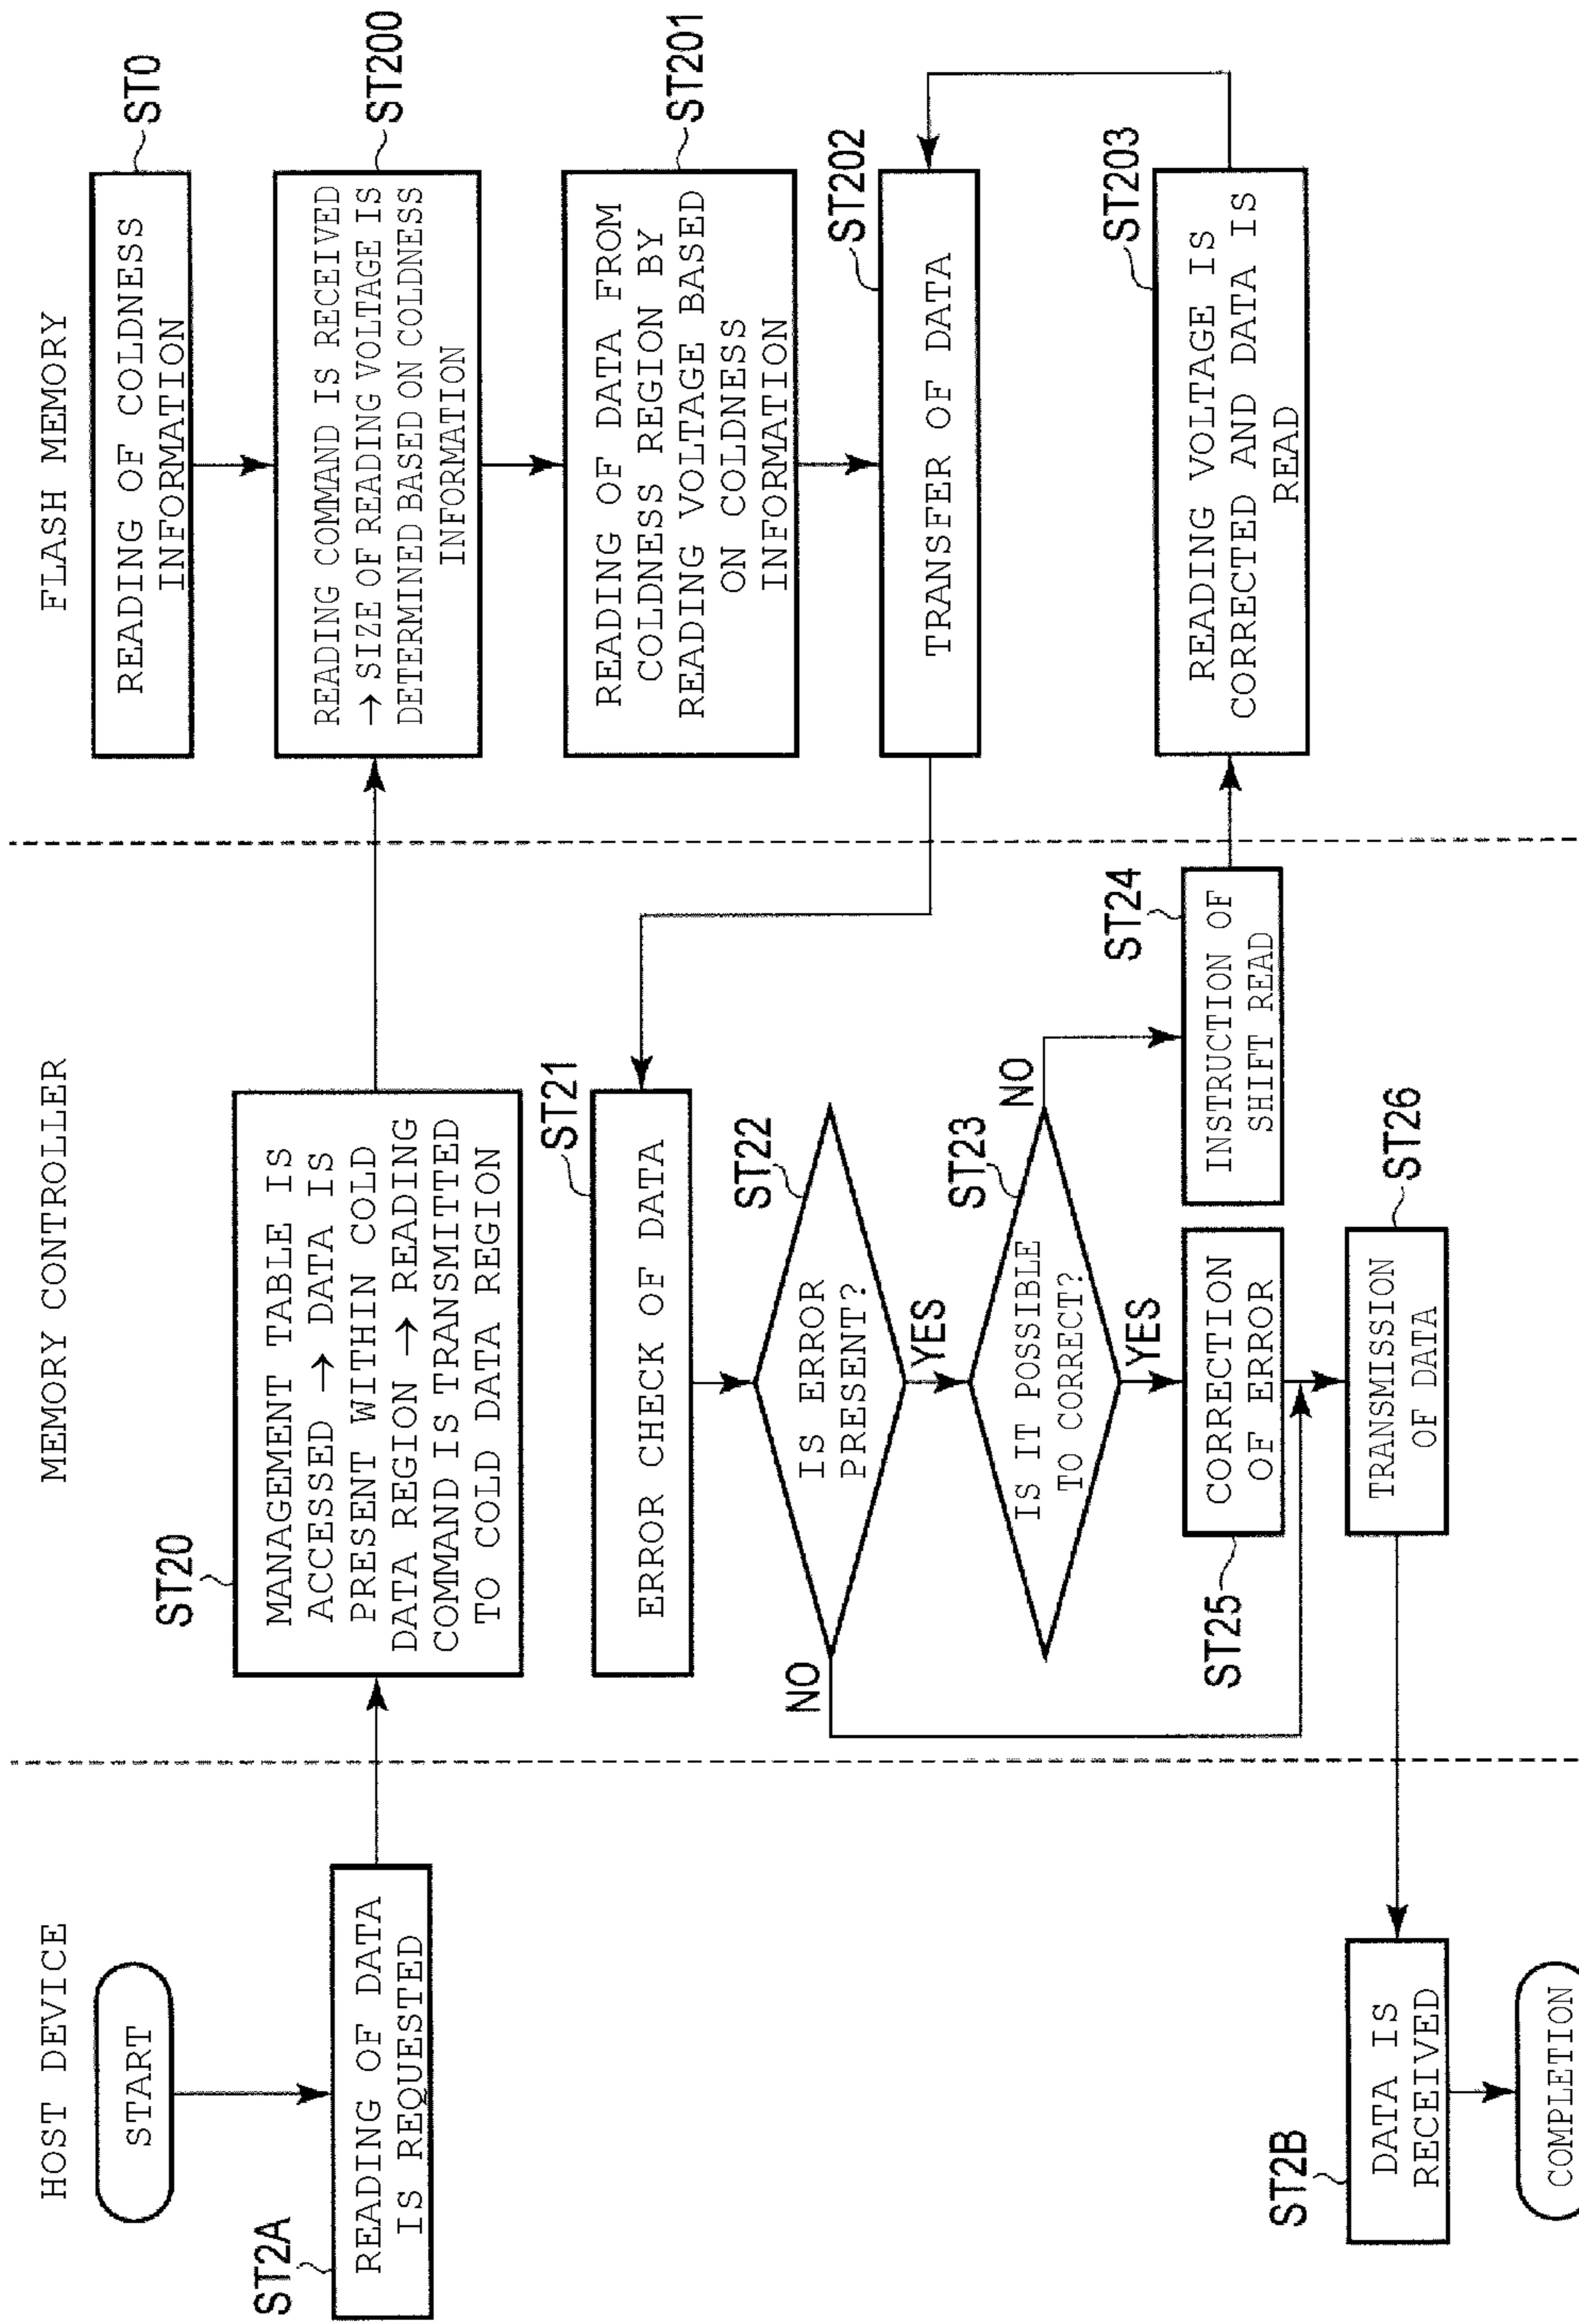 HOST DEVICE
START
ST2A
READING OF DATA
IS REQUESTED
ST2B
DATA IS
RECEIVED
COMPLETION
MEMORY CONTROLLER
ST20
MANAGEMENT TABLE IS
ACCESSED → DATA IS
PRESENT WITHIN COLD
DATA REGION → READING
COMMAND IS TRANSMITTED
TO COLD DATA REGION
ST21
ERROR CHECK OF DATA
ST22
IS ERROR
PRESENT?
NO
YES
ST23
IS IT POSSIBLE
TO CORRECT?
NO
YES
ST24
INSTRUCTION OF
SHIFT READ
ST25
CORRECTION
OF ERROR
ST26
TRANSMISSION
OF DATA
FLASH MEMORY
ST0
READING OF COLDNESS
INFORMATION
ST200
READING COMMAND IS RECEIVED
→ SIZE OF READING VOLTAGE IS
DETERMINED BASED ON COLDNESS
INFORMATION
ST201
READING OF DATA FROM
COLDNESS REGION BY
READING VOLTAGE BASED
ON COLDNESS
INFORMATION
ST202
TRANSFER OF DATA
ST203
READING VOLTAGE IS
CORRECTED AND DATA IS
READ